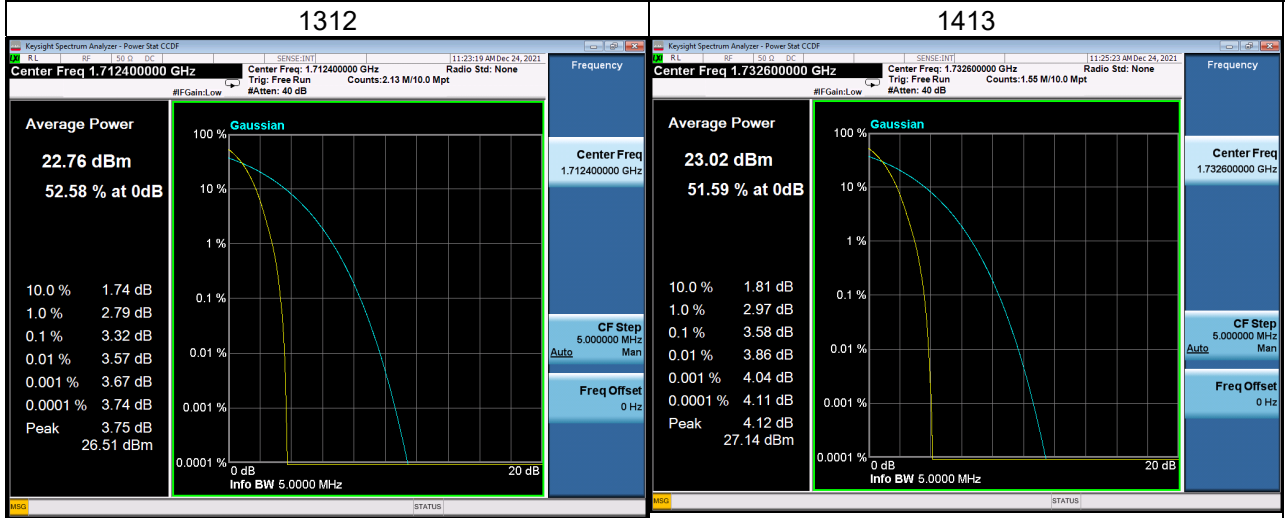 1312
Keysight Spectrum Analyzer - Power Stat CCDF
LXI RL RF 50 Ω DC SENSE:INT 11:23:19 AM Dec 24, 2021
Center Freq 1.712400000 GHz
Center Freq: 1.712400000 GHz Radio Std: None
Trig: Free Run Counts:2.13 M/10.0 Mpt
#IFGain:Low #Atten: 40 dB
Average Power
22.76 dBm
52.58 % at 0dB
10.0 % 1.74 dB
1.0 % 2.79 dB
0.1 % 3.32 dB
0.01 % 3.57 dB
0.001 % 3.67 dB
0.0001 % 3.74 dB
Peak 3.75 dB
26.51 dBm
Gaussian
100 %
10 %
1 %
0.1 %
0.01 %
0.001 %
0.0001 %
0 dB 20 dB
Info BW 5.0000 MHz
Frequency
Center Freq
1.712400000 GHz
CF Step
5.000000 MHz
Auto Man
Freq Offset
0 Hz
MSG STATUS
1413
Keysight Spectrum Analyzer - Power Stat CCDF
LXI RL RF 50 Ω DC SENSE:INT 11:25:23 AM Dec 24, 2021
Center Freq 1.732600000 GHz
Center Freq: 1.732600000 GHz Radio Std: None
Trig: Free Run Counts:1.55 M/10.0 Mpt
#IFGain:Low #Atten: 40 dB
Average Power
23.02 dBm
51.59 % at 0dB
10.0 % 1.81 dB
1.0 % 2.97 dB
0.1 % 3.58 dB
0.01 % 3.86 dB
0.001 % 4.04 dB
0.0001 % 4.11 dB
Peak 4.12 dB
27.14 dBm
Gaussian
100 %
10 %
1 %
0.1 %
0.01 %
0.001 %
0.0001 %
0 dB 20 dB
Info BW 5.0000 MHz
Frequency
Center Freq
1.732600000 GHz
CF Step
5.000000 MHz
Auto Man
Freq Offset
0 Hz
MSG STATUS